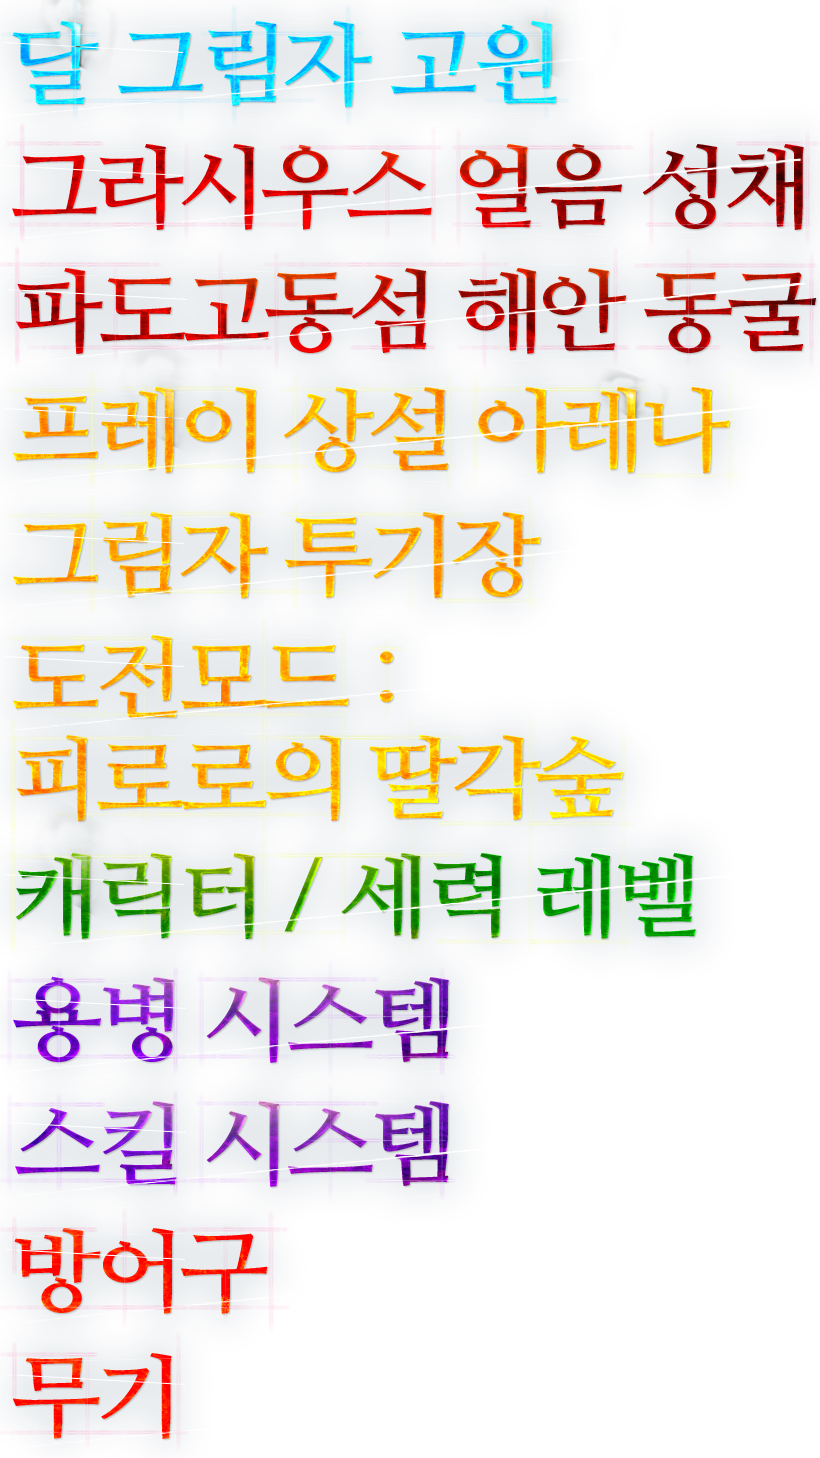 달 그림자 고원
그라시우스 얼음 성채
파도고동섬 해안 동굴
프레이 상설 아레나
그림자 투기장
도전모드 :
피로로의 딸각숲
캐릭터 / 세력 레벨
용병 시스템
스킬 시스템
방어구
무기